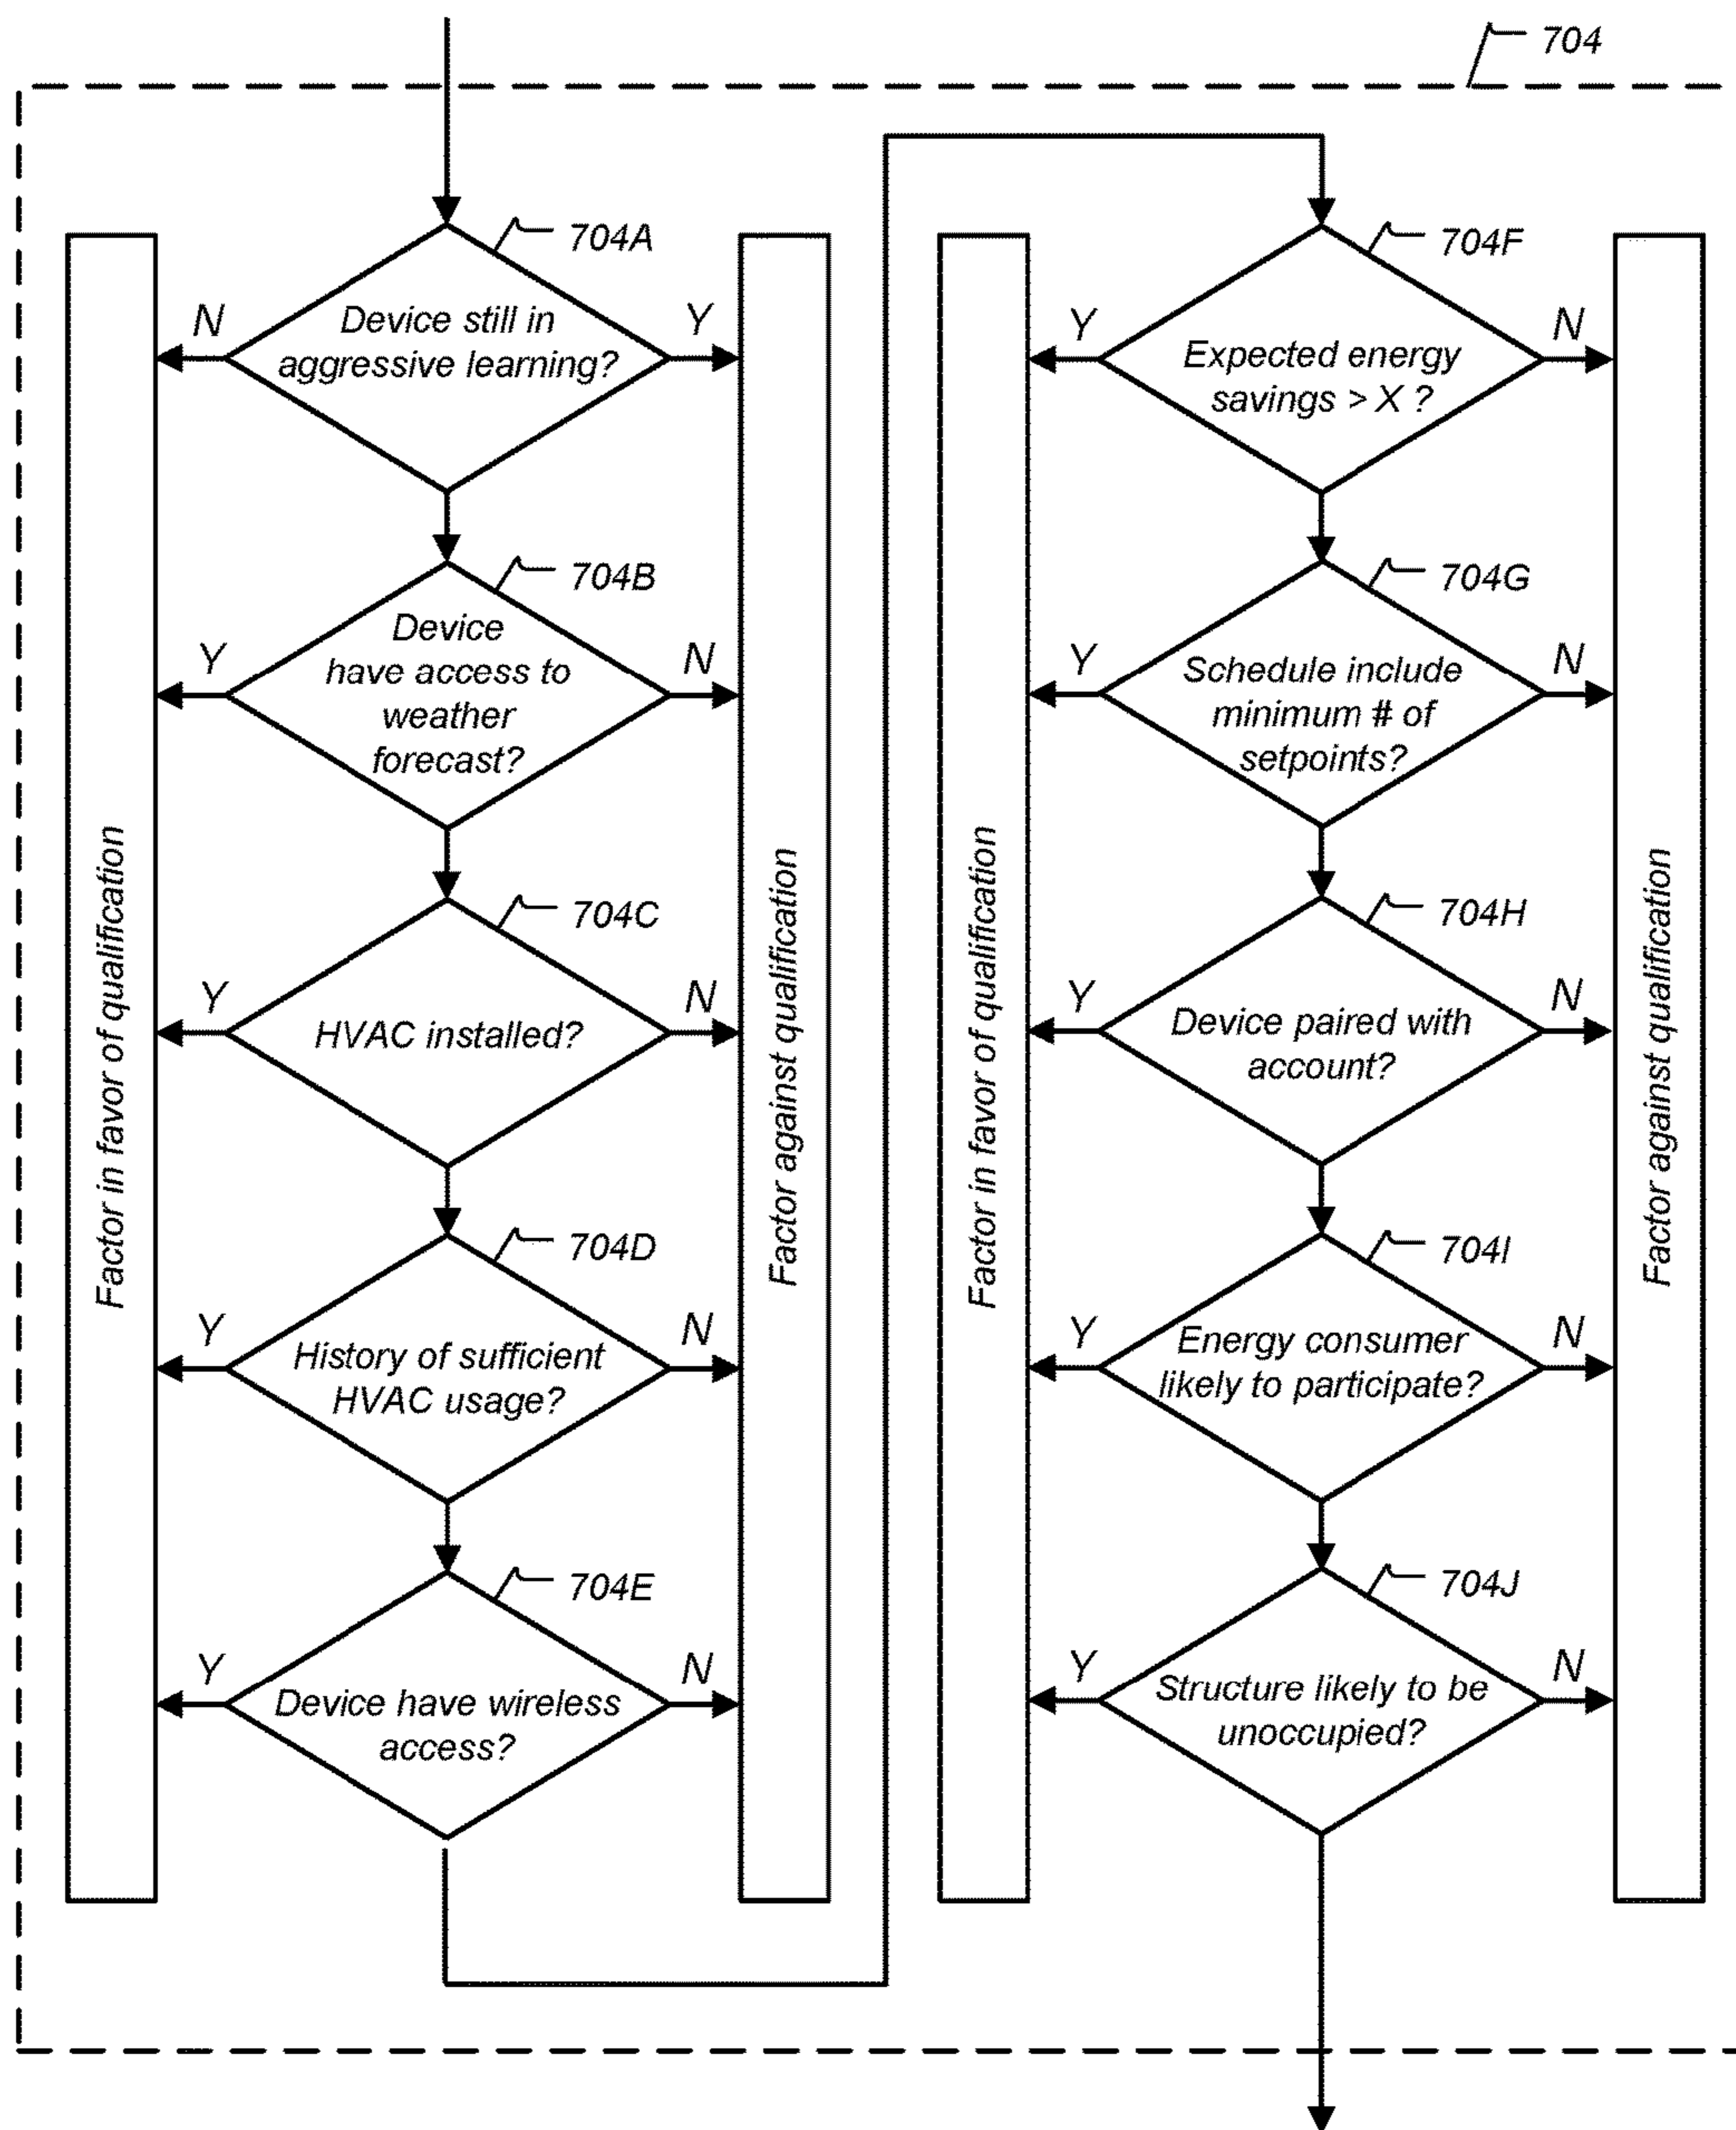 704
704A
Device still in
aggressive learning?
N
Y
704B
Device
have access to
weather
forecast?
Y
N
704C
HVAC installed?
Y
N
704D
History of sufficient
HVAC usage?
Y
N
704E
Device have wireless
access?
Y
N
Factor in favor of qualification
Factor against qualification
704F
Expected energy
savings > X ?
Y
N
704G
Schedule include
minimum # of
setpoints?
Y
N
704H
Device paired with
account?
Y
N
704I
Energy consumer
likely to participate?
Y
N
704J
Structure likely to be
unoccupied?
Y
N
Factor in favor of qualification
Factor against qualification